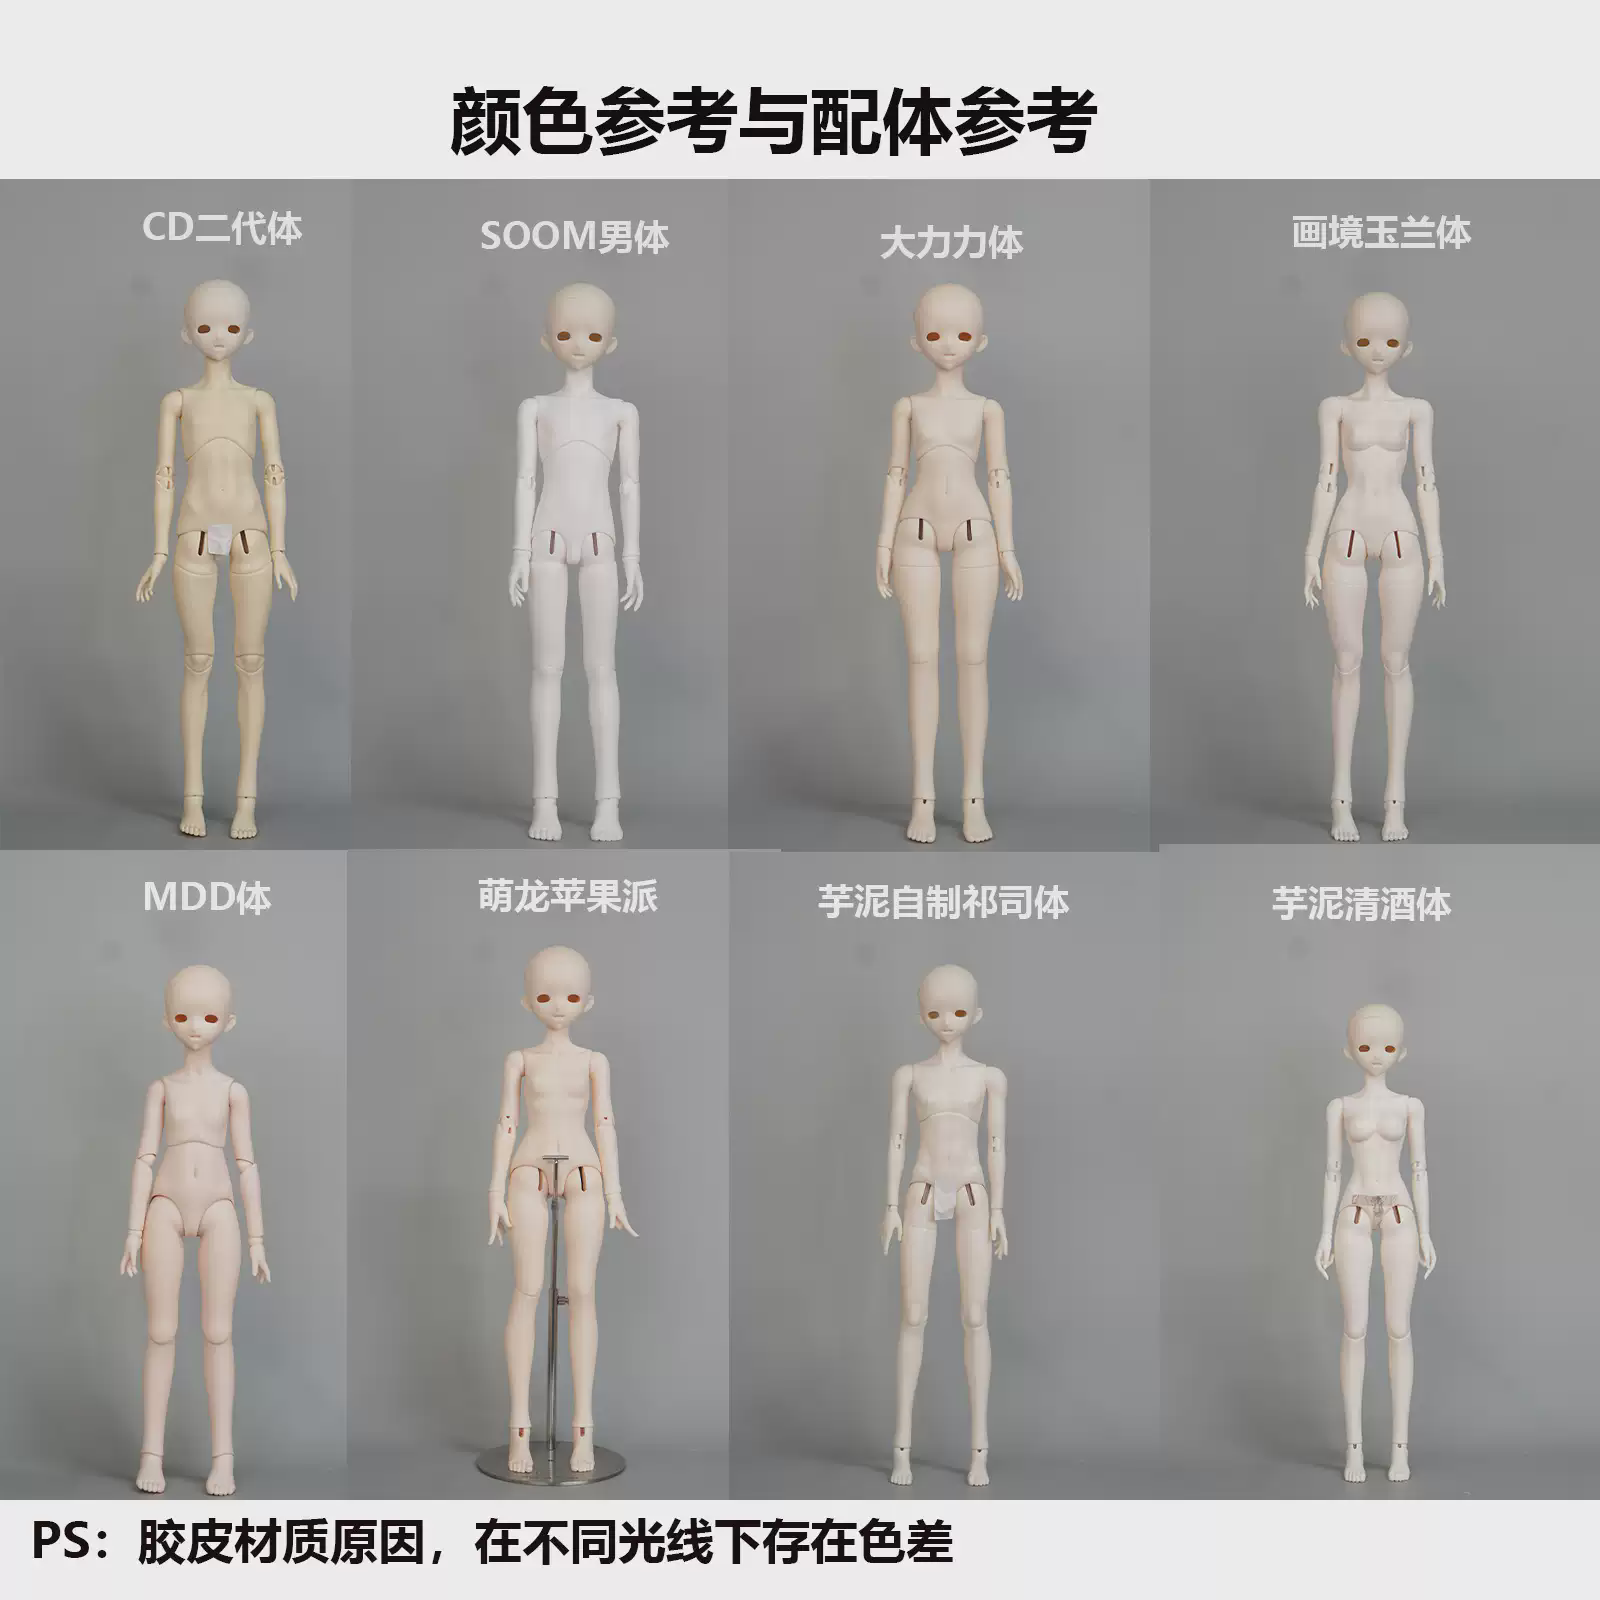 颜色参考与配体参考
CD二代体
SOOM男体
大力力体
画境玉兰体
MDD体
萌龙苹果派
芋泥自制祁司体
芋泥清酒体
PS：胶皮材质原因，在不同光线下存在色差